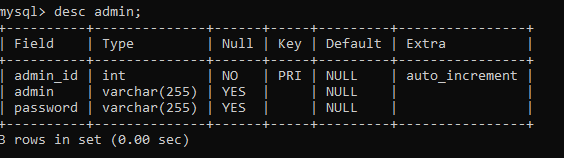 mysql> desc admin;
+----------+--------------+------+-----+---------+----------------+
| Field    | Type         | Null | Key | Default | Extra          |
+----------+--------------+------+-----+---------+----------------+
| admin_id | int          | NO   | PRI | NULL    | auto_increment |
| admin    | varchar(255) | YES  |     | NULL    |                |
| password | varchar(255) | YES  |     | NULL    |                |
+----------+--------------+------+-----+---------+----------------+
3 rows in set (0.00 sec)